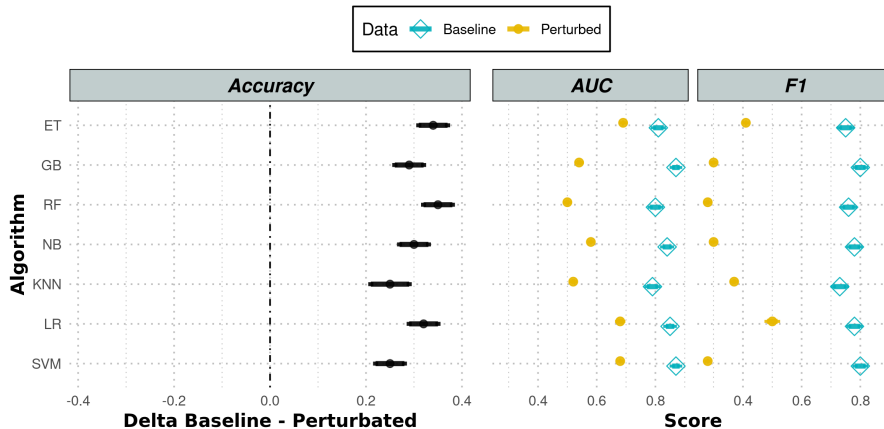 Data Baseline Perturbed
Accuracy AUC F1
Algorithm
ET
GB
RF
NB
KNN
LR
SVM
-0.4 -0.2 0.0 0.2 0.4 0.4 0.6 0.8 0.4 0.6 0.8
Delta Baseline - Perturbated Score